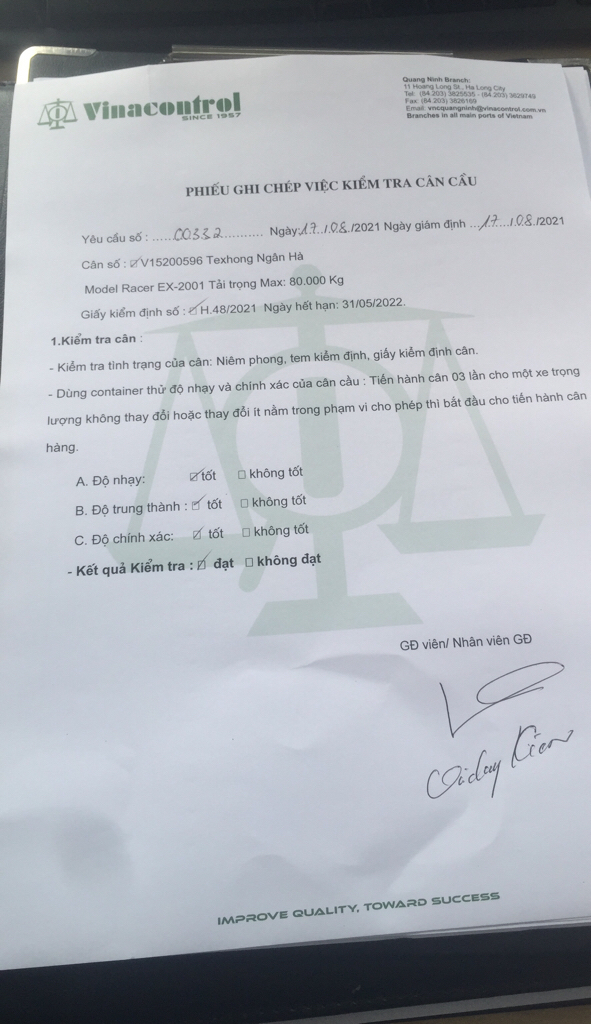 Vinacontrol
SINCE 1957
Quang Ninh Branch:
11 Hoang Long St., Ha Long City
Tel: (84.203) 3825535 - (84.203) 3829749
Fax: (84.203) 3826169
Email: vncquangninh@vinacontrol.com.vn
Branches in all main ports of Vietnam
PHIẾU GHI CHÉP VIỆC KIỂM TRA CÂN CẦU
Yêu cầu số : .....00332.......... Ngày:17../.08./2021 Ngày giám định ...17..../.08./2021
Cân số : ☑V15200596 Texhong Ngân Hà
Model Racer EX-2001 Tải trọng Max: 80.000 Kg
Giấy kiểm định số : ☑ H.48/2021 Ngày hết hạn: 31/05/2022.
1.Kiểm tra cân :
- Kiểm tra tình trạng của cân: Niêm phong, tem kiểm định, giấy kiểm định cân.
- Dùng container thử độ nhạy và chính xác của cân cầu : Tiến hành cân 03 lần cho một xe trọng
lượng không thay đổi hoặc thay đổi ít nằm trong phạm vi cho phép thì bắt đầu cho tiến hành cân
hàng.
A. Độ nhạy: ☑ tốt ☐ không tốt
B. Độ trung thành : ☑ tốt ☐ không tốt
C. Độ chính xác: ☑ tốt ☐ không tốt
- Kết quả Kiểm tra : ☑ đạt ☐ không đạt
GĐ viên/ Nhân viên GĐ
IMPROVE QUALITY, TOWARD SUCCESS